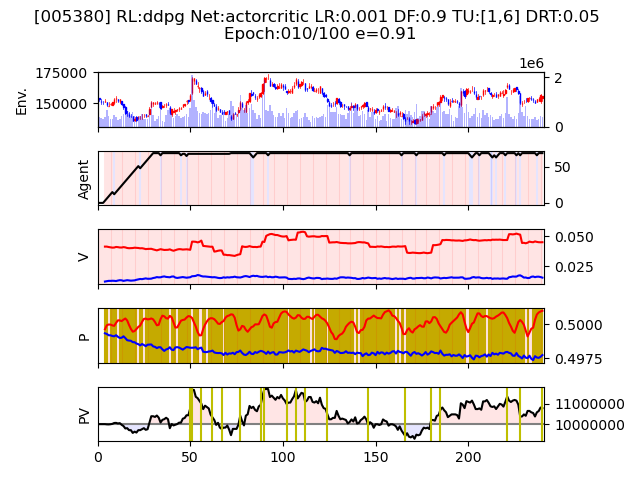 [005380] RL:ddpg Net:actorcritic LR:0.001 DF:0.9 TU:[1,6] DRT:0.05
Epoch:010/100 e=0.91
1e6
Env.
175000
150000
2
0
Agent
50
0
V
0.050
0.025
P
0.5000
0.4975
PV
11000000
10000000
0 50 100 150 200